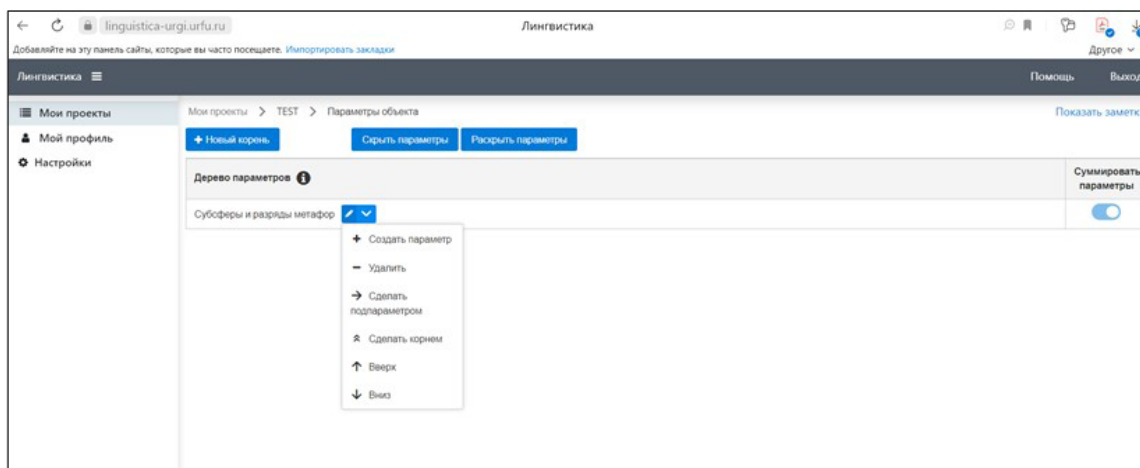 linguistica-urgi.urfu.ru Лингвистика
Добавляйте на эту панель сайты, которые вы часто посещаете. Импортировать закладки Другое
Лингвистика Помощь Выход
Мои проекты
Мой профиль
Настройки
Мои проекты > TEST > Параметры объекта Показать заметк
+ Новый корень Скрыть параметры Раскрыть параметры
Дерево параметров Суммировать
параметры
Субсферы и разряды метафор
+ Создать параметр
− Удалить
→ Сделать
подпараметром
Сделать корнем
↑ Вверх
↓ Вниз